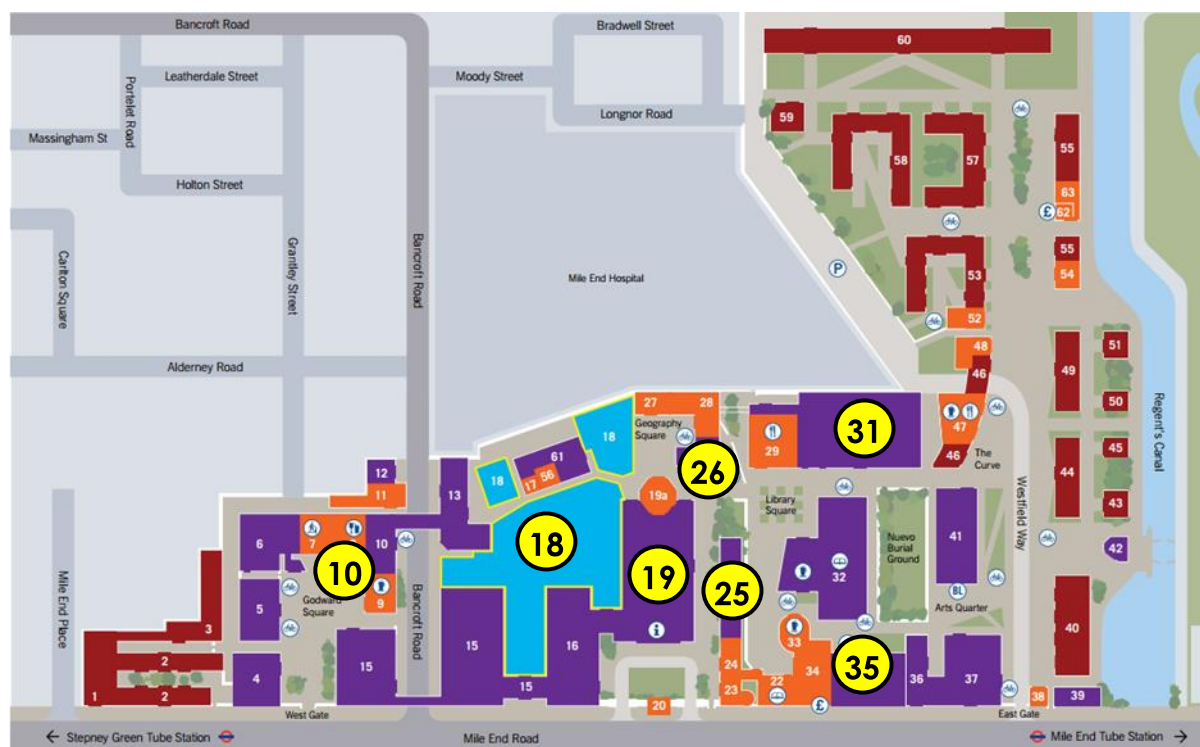 Bancroft Road
Bradwell Street
60
Leatherdale Street
Moody Street
Portelet Road
Longnor Road
59
Massingham St
55
58
57
Holton Street
63
£
62
Carlton Square
Grantley Street
Bancroft Road
55
P
53
54
Mile End Hospital
52
48
51
49
46
Alderney Road
50
27
28
Geography
Square
18
31
29
47
46
The
Curve
Regent's Canal
61
12
13
26
18
17
56
11
19a
44
45
43
Library
Square
Westfield Way
6
7
10
10
18
19
25
32
Nuevo
Burial
Ground
41
42
5
9
Godward
Square
BL
Arts Quarter
Mile End Place
Bancroft Road
3
i
33
40
2
4
15
15
16
24
34
35
36
37
1
2
15
23
22
£
20
38
39
West Gate
East Gate
← Stepney Green Tube Station
Mile End Road
Mile End Tube Station →